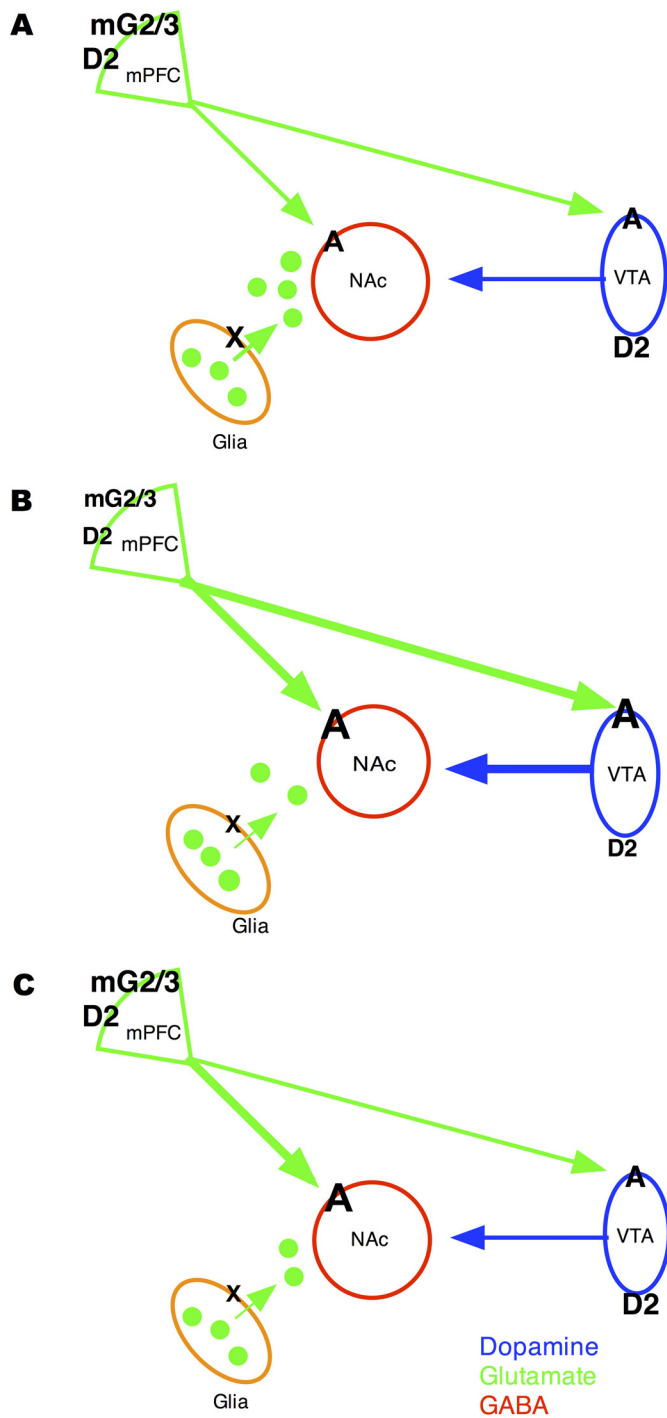 A
mG2/3
D2
mPFC
A
A
NAc
VTA
X
D2
Glia
B
mG2/3
D2
mPFC
A
A
NAc
VTA
X
D2
Glia
C
mG2/3
D2
mPFC
A
A
NAc
VTA
X
D2
Glia
Dopamine
Glutamate
GABA